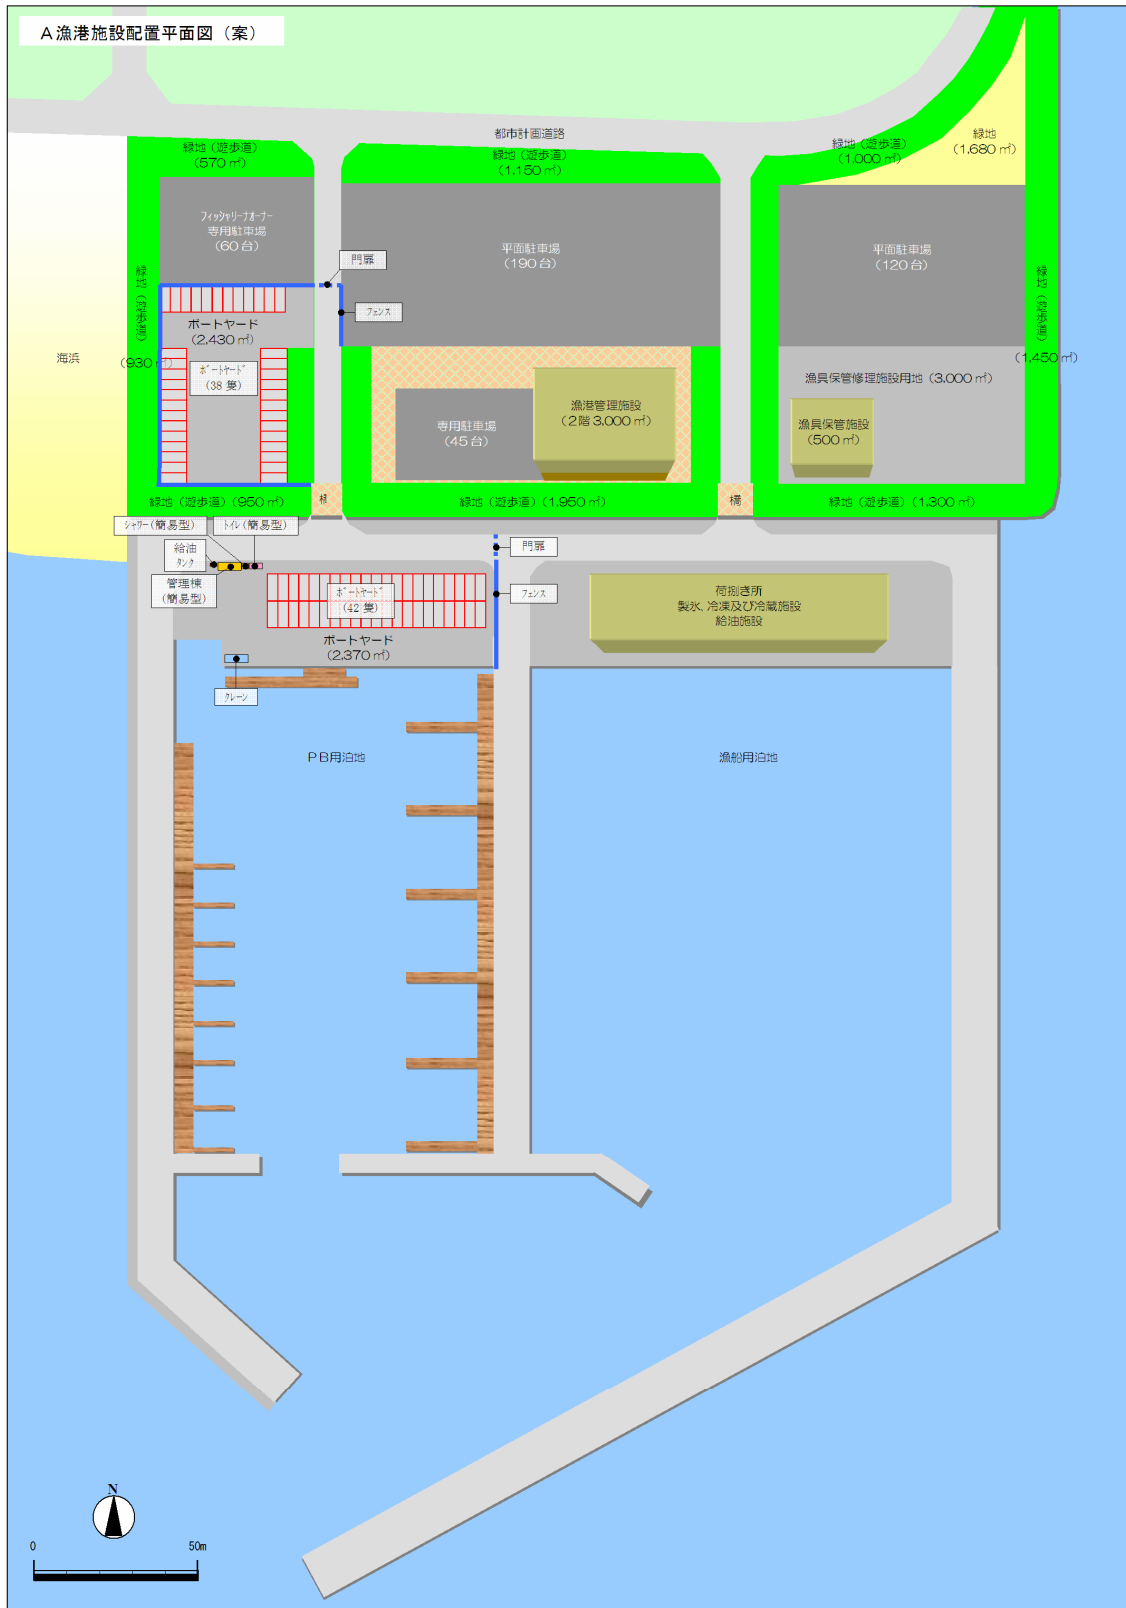 A漁港施設配置平面図（案）
都市計画道路
緑地（遊歩道）
（570㎡）
緑地（遊歩道）
（1,150㎡）
緑地（遊歩道）
（1,000㎡）
緑地
（1,680㎡）
フィッシャリーナオーナー
専用駐車場
（60台）
平面駐車場
（190台）
平面駐車場
（120台）
門扉
フェンス
緑地（遊歩道）
（930㎡）
緑地（遊歩道）
（1,450㎡）
海浜
ボートヤード
（2,430㎡）
ボートヤード
（38隻）
専用駐車場
（45台）
漁港管理施設
（2階3,000㎡）
漁具保管修理施設用地（3,000㎡）
漁具保管施設
（500㎡）
緑地（遊歩道）（950㎡）
緑地（遊歩道）（1,950㎡）
橋
緑地（遊歩道）（1,300㎡）
シャワー（簡易型）
トイレ（簡易型）
給油
タンク
管理棟
（簡易型）
門扉
フェンス
ボートヤード
（42隻）
ボートヤード
（2,370㎡）
クレーン
荷捌き所
製氷、冷凍及び冷蔵施設
給油施設
PB用泊地
漁船用泊地
N
0 50m